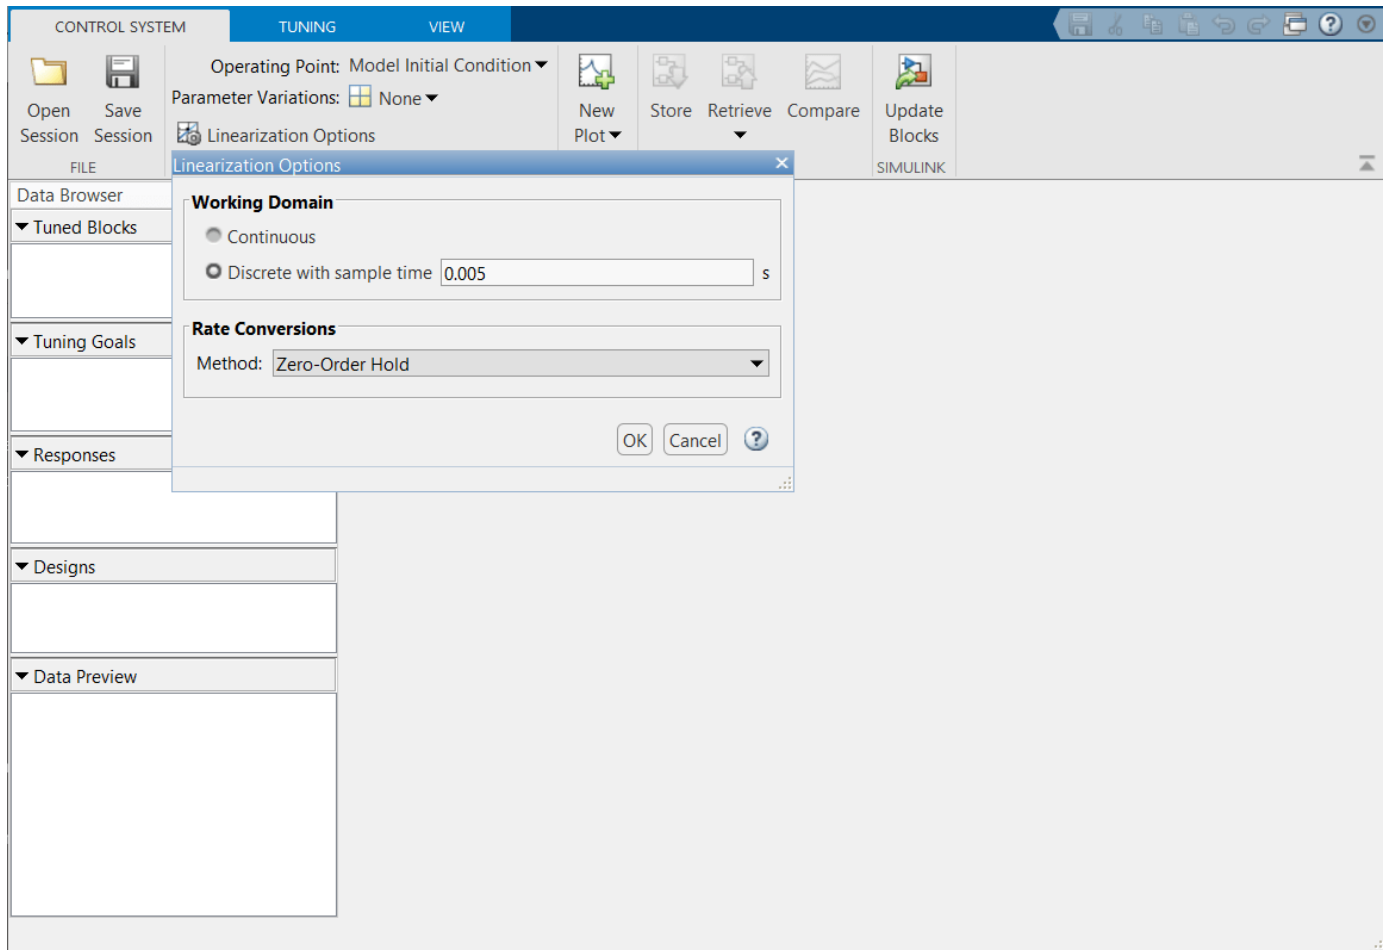 CONTROL SYSTEM TUNING VIEW
Operating Point: Model Initial Condition
Parameter Variations: None
Linearization Options
Open Session
Save Session
New Plot
Store
Retrieve
Compare
Update Blocks
FILE
SIMULINK
Linearization Options
Working Domain
Continuous
Discrete with sample time 0.005 s
Rate Conversions
Method: Zero-Order Hold
OK Cancel ?
Data Browser
Tuned Blocks
Tuning Goals
Responses
Designs
Data Preview